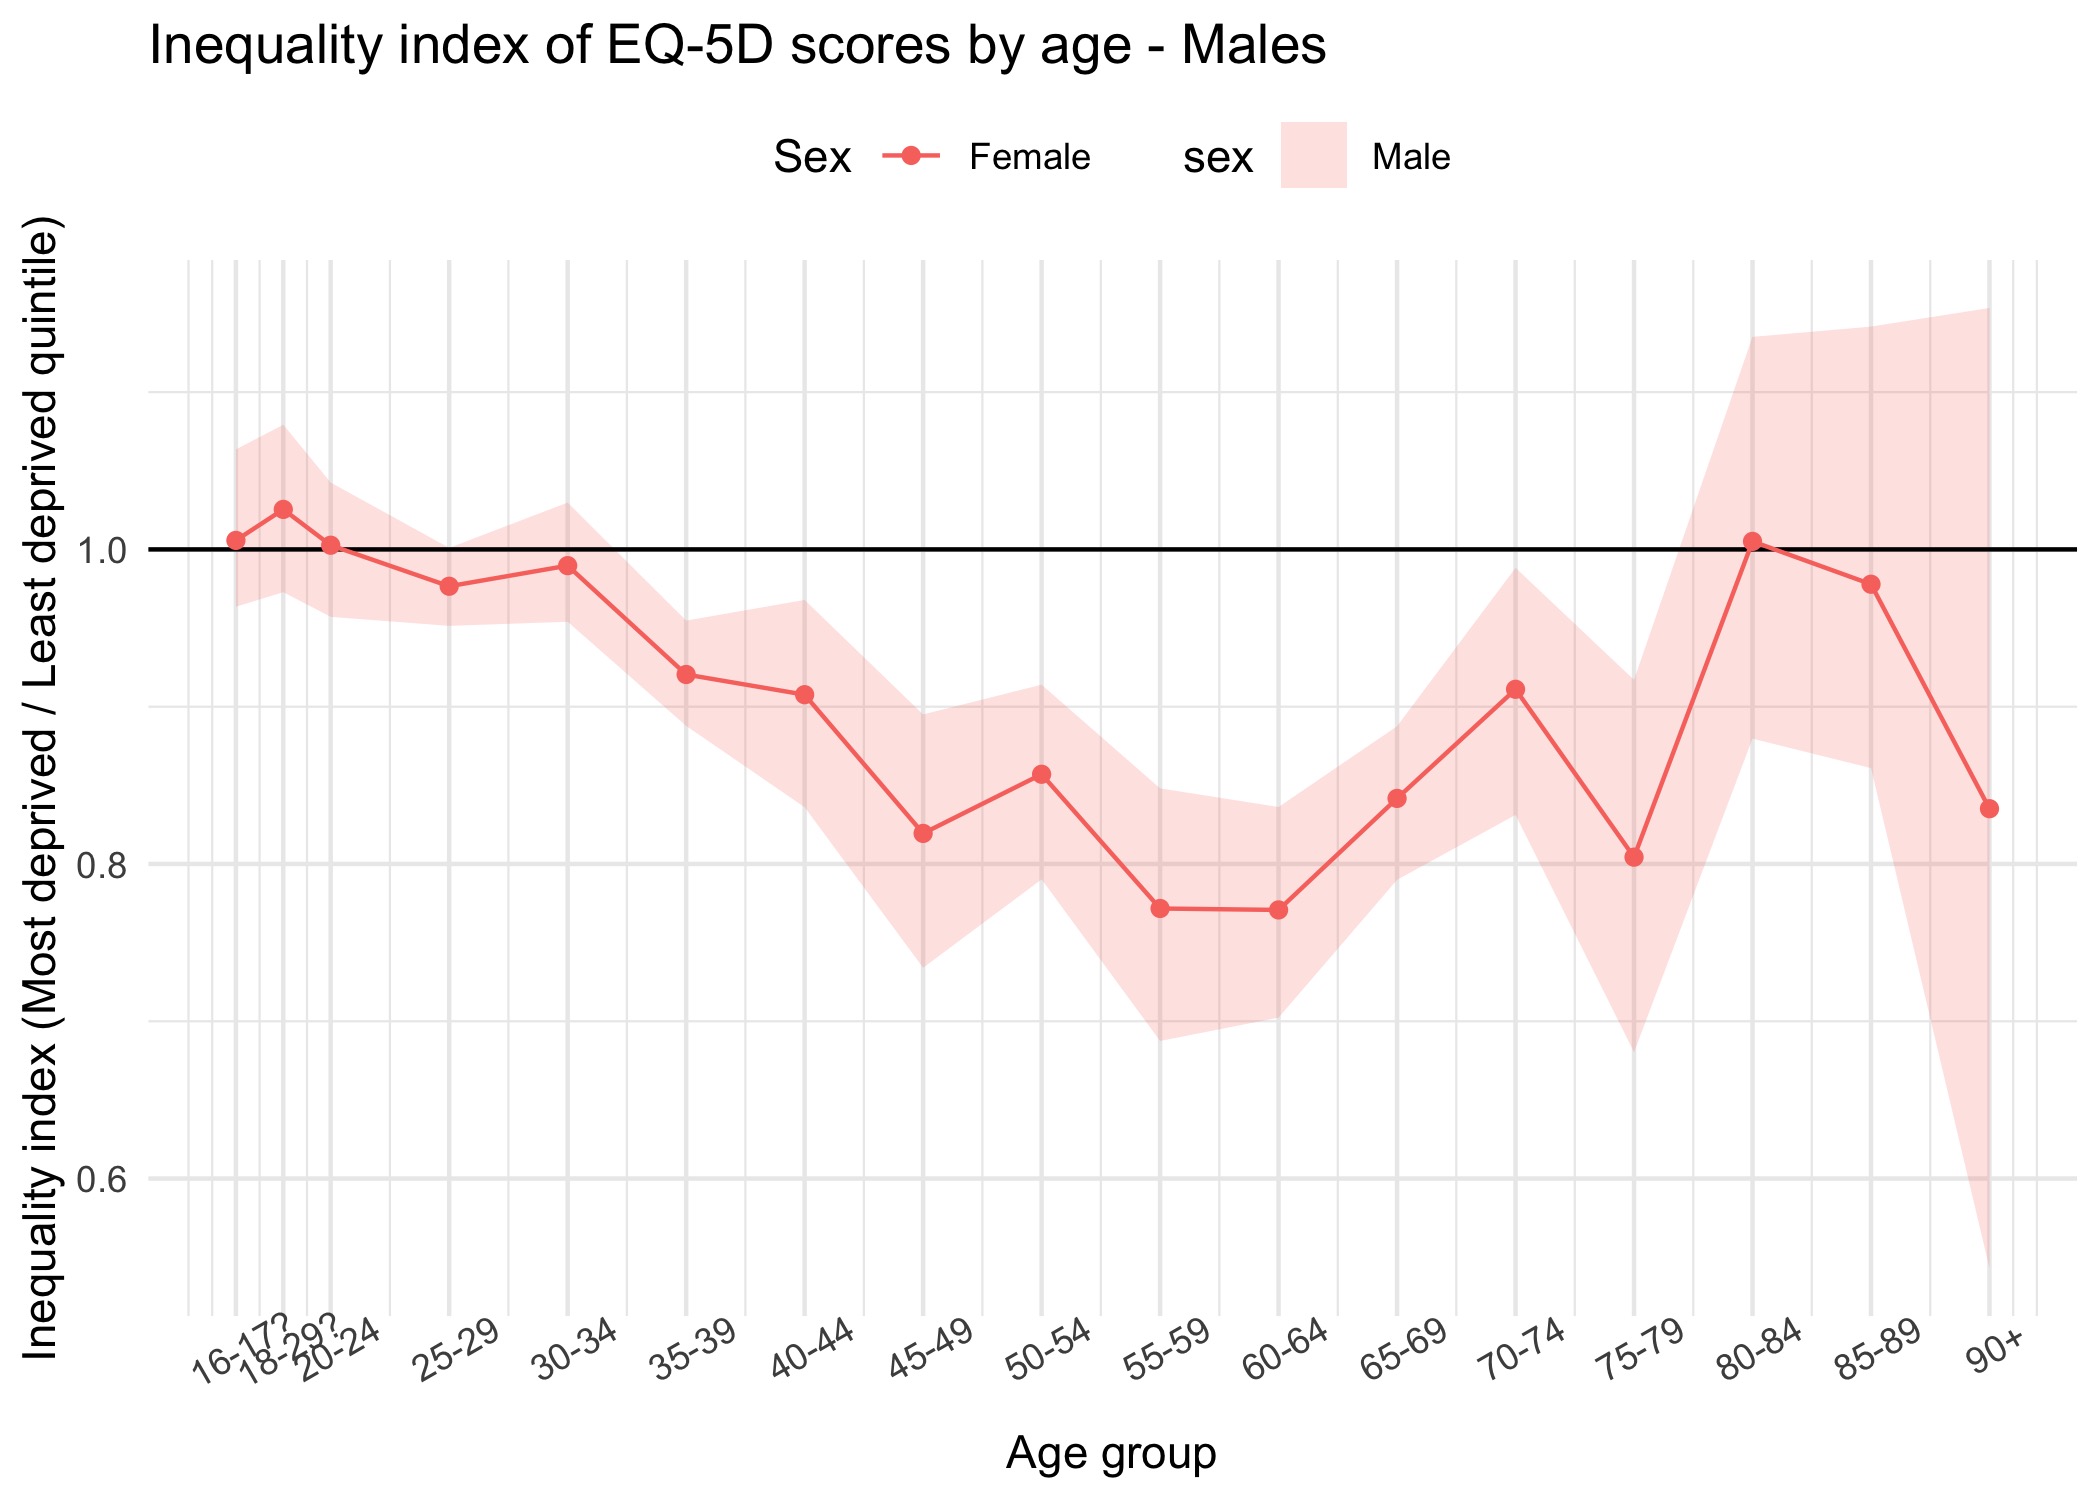 Inequality index of EQ-5D scores by age - Males
Sex Female sex Male
Inequality index (Most deprived / Least deprived quintile)
1.0
0.8
0.6
16-17? 18-29? 20-24 25-29 30-34 35-39 40-44 45-49 50-54 55-59 60-64 65-69 70-74 75-79 80-84 85-89 90+
Age group